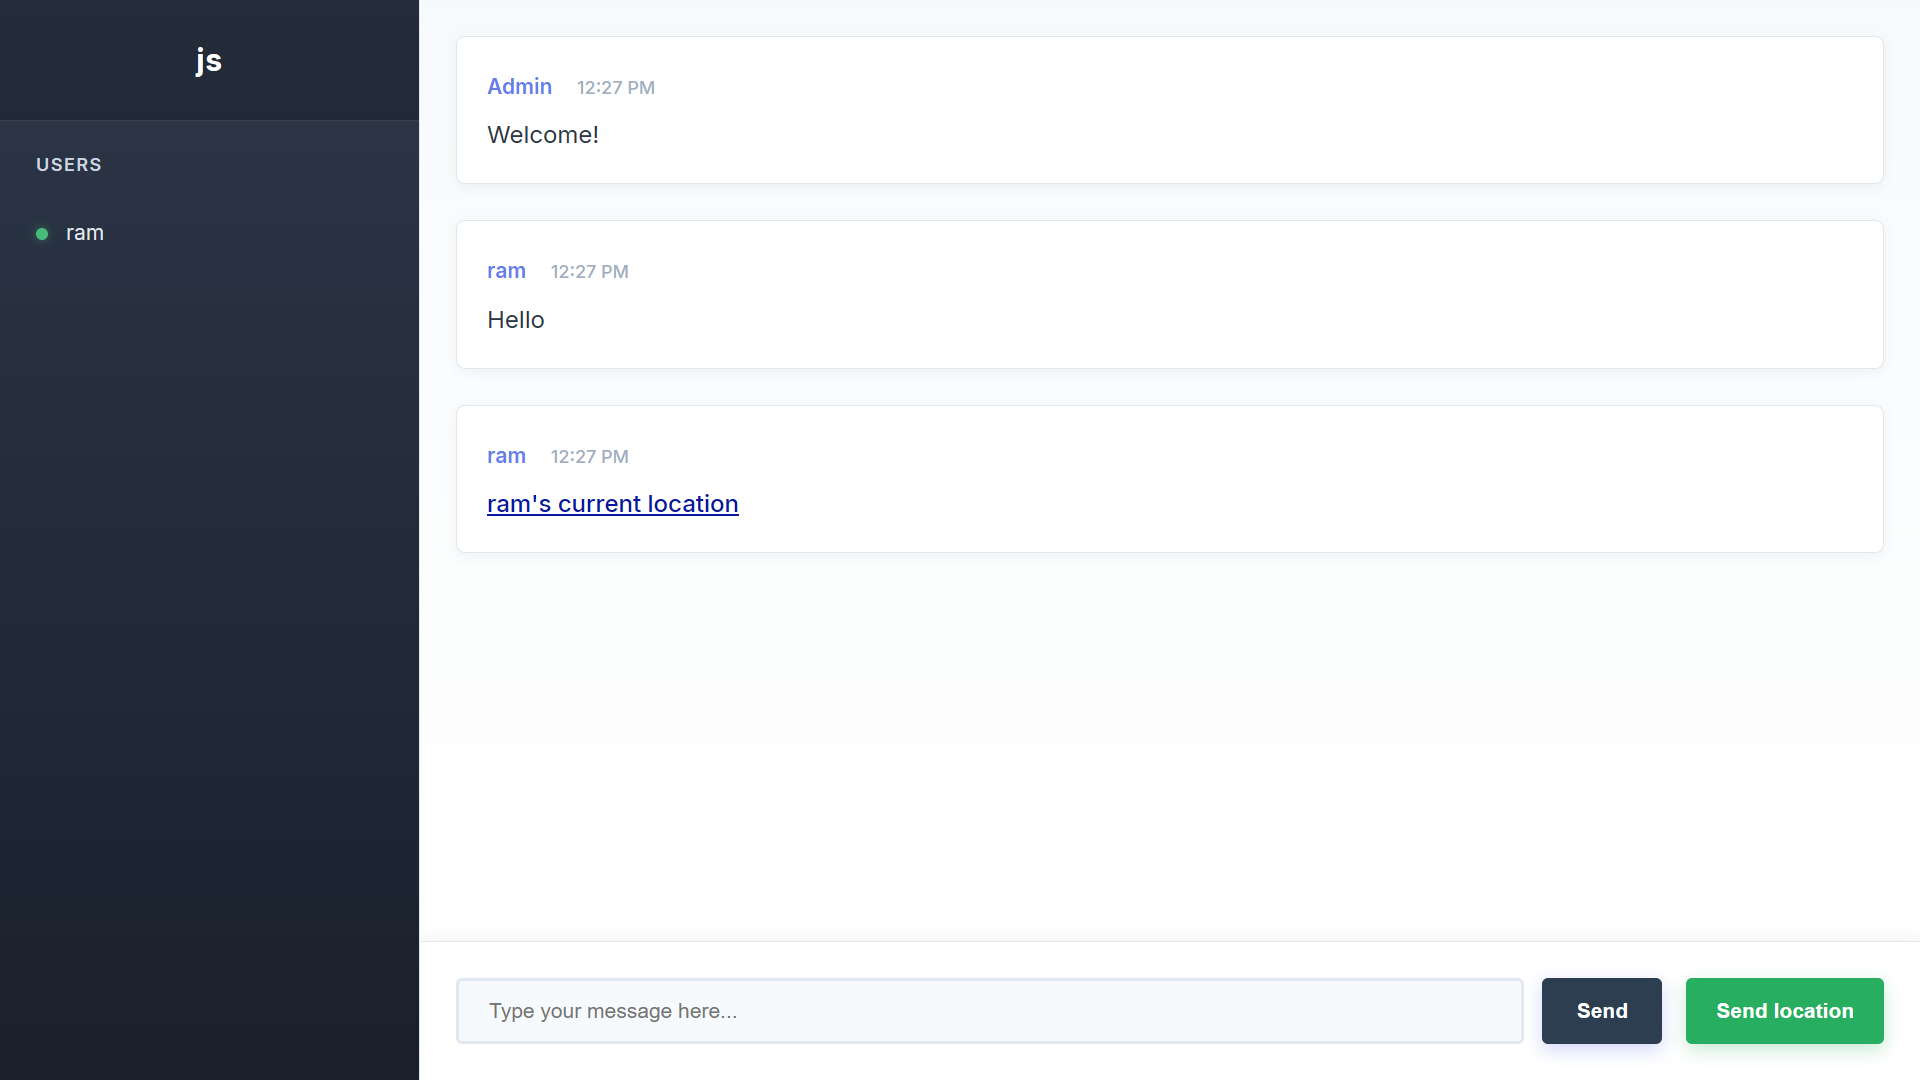 js
USERS
ram
Admin 12:27 PM
Welcome!
ram 12:27 PM
Hello
ram 12:27 PM
ram's current location
Type your message here...
Send
Send location